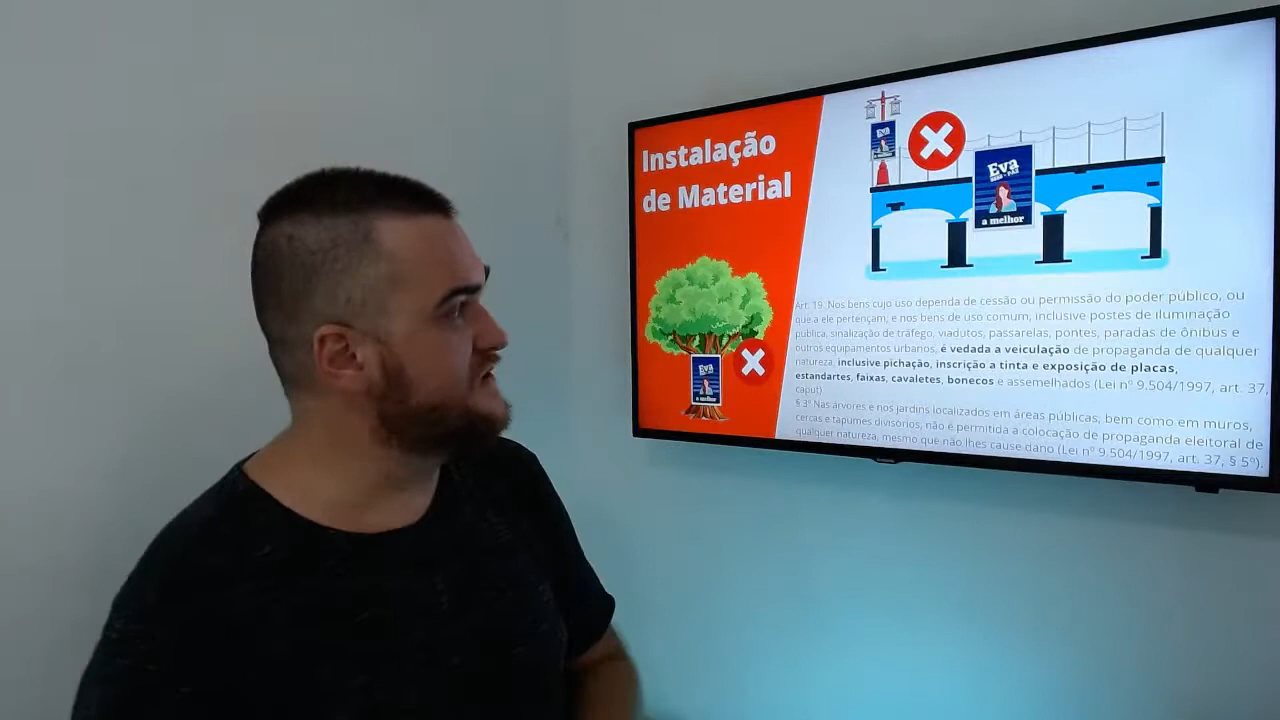 Instalação
de Material
Eva
a melhor
Eva
a melhor
Eva
a melhor
Art. 19. Nos bens cujo uso dependa de cessão ou permissão do poder público, ou
que a ele pertençam, e nos bens de uso comum, inclusive postes de iluminação
pública, sinalização de tráfego, viadutos, passarelas, pontes, paradas de ônibus e
outros equipamentos urbanos, é vedada a veiculação de propaganda de qualquer
natureza, inclusive pichação, inscrição a tinta e exposição de placas,
estandartes, faixas, cavaletes, bonecos e assemelhados (Lei nº 9.504/1997, art. 37,
caput)
§ 3º Nas árvores e nos jardins localizados em áreas públicas, bem como em muros,
cercas e tapumes divisórios, não é permitida a colocação de propaganda eleitoral de
qualquer natureza, mesmo que não lhes cause dano (Lei nº 9.504/1997, art. 37, § 5º).